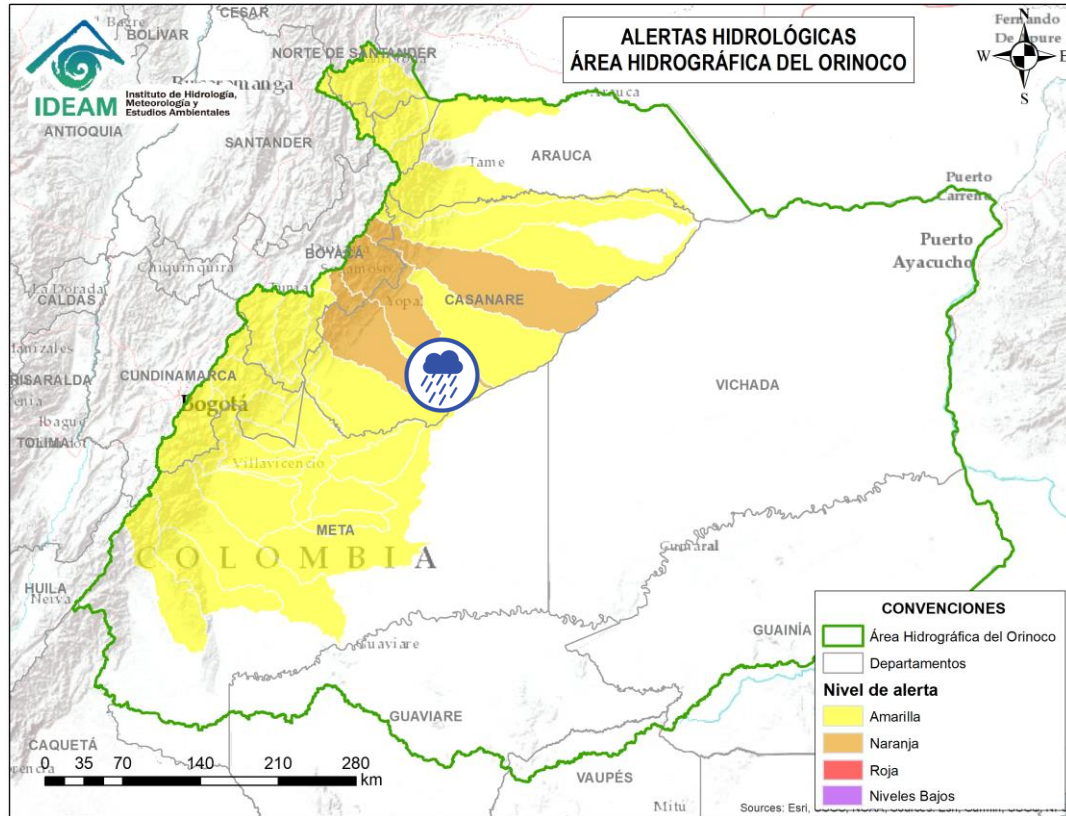 ALERTAS HIDROLÓGICAS
ÁREA HIDROGRÁFICA DEL ORINOCO
IDEAM
Instituto de Hidrología,
Meteorología y
Estudios Ambientales
N
W
E
S
CESAR
BOLÍVAR
NORTE DE SANTANDER
ANTIOQUIA
SANTANDER
Arauca
ARAUCA
Tame
Puerto
Carreño
Puerto
Ayacucho
BOYACÁ
Chiquinquirá
La Dorada
CALDAS
Tunja
Yopal
CASANARE
RISARALDA
CUNDINAMARCA
Bogotá
Ibagué
TOLIMA
VICHADA
Villavicencio
META
COLOMBIA
Cumaral
HUILA
Neiva
Guaviare
GUAINÍA
GUAVIARE
CAQUETÁ
VAUPÉS
Mitú
0 35 70 140 210 280
km
CONVENCIONES
Área Hidrográfica del Orinoco
Departamentos
Nivel de alerta
Amarilla
Naranja
Roja
Niveles Bajos
Sources: Esri,